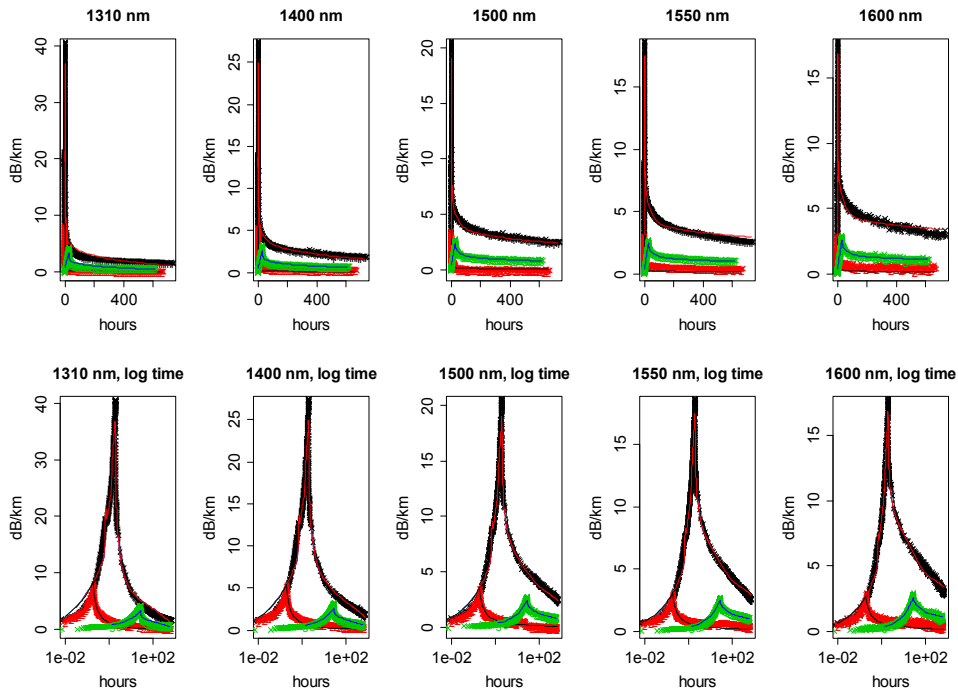 1310 nm 1400 nm 1500 nm 1550 nm 1600 nm
dB/km 0 10 20 30 40
dB/km 0 5 10 15 20 25
dB/km 0 5 10 15 20
dB/km 0 5 10 15
dB/km 0 5 10 15
0 400 0 400 0 400 0 400 0 400
hours hours hours hours hours
1310 nm, log time 1400 nm, log time 1500 nm, log time 1550 nm, log time 1600 nm, log time
dB/km 0 10 20 30 40
dB/km 0 5 10 15 20 25
dB/km 0 5 10 15 20
dB/km 0 5 10 15
dB/km 0 5 10 15
1e-02 1e+02 1e-02 1e+02 1e-02 1e+02 1e-02 1e+02 1e-02 1e+02
hours hours hours hours hours